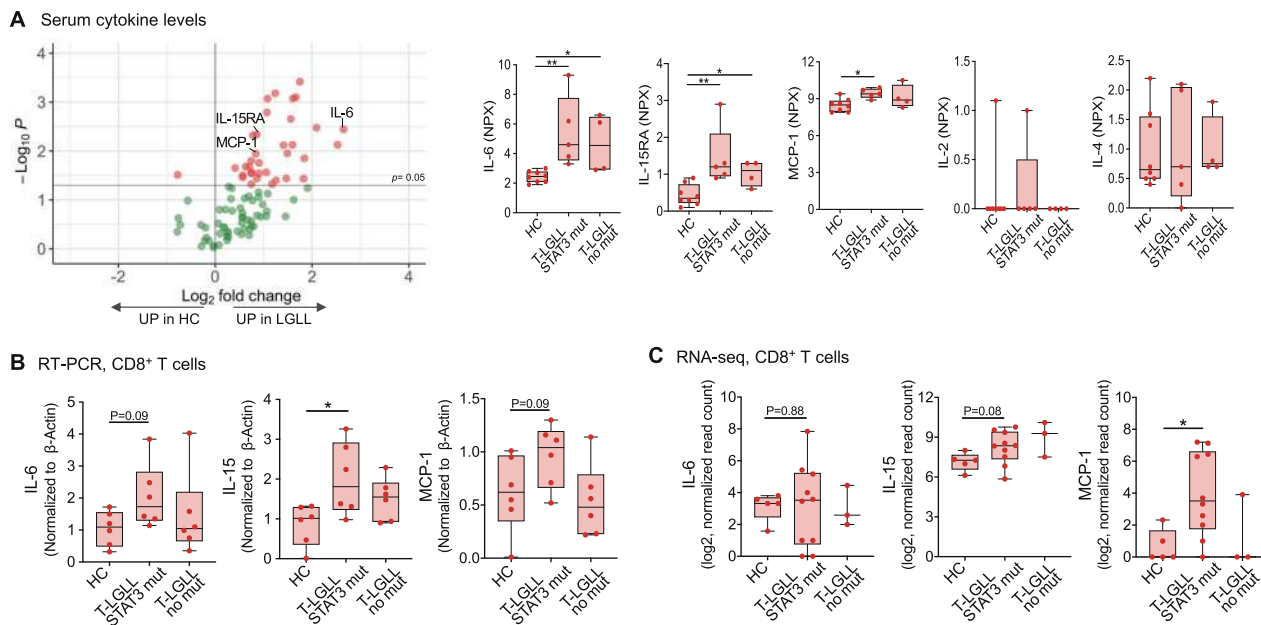 A Serum cytokine levels
4
3
2
1
0
– Log10 P
IL-15RA
MCP-1
IL-6
p= 0.05
-2
0
2
4
Log2 fold change
UP in HC
UP in LGLL
10
8
6
4
2
0
IL-6 (NPX)
**
*
HC
T-LGLL
STAT3 mut
T-LGLL
no mut
4
3
2
1
0
IL-15RA (NPX)
**
*
HC
T-LGLL
STAT3 mut
T-LGLL
no mut
12
9
6
3
0
MCP-1 (NPX)
*
HC
T-LGLL
STAT3 mut
T-LGLL
no mut
1.5
1.0
0.5
0.0
IL-2 (NPX)
HC
T-LGLL
STAT3 mut
T-LGLL
no mut
2.5
2.0
1.5
1.0
0.5
0.0
IL-4 (NPX)
HC
T-LGLL
STAT3 mut
T-LGLL
no mut
B RT-PCR, CD8+ T cells
5
4
3
2
1
0
IL-6
(Normalized to β-Actin)
P=0.09
HC
T-LGLL
STAT3 mut
T-LGLL
no mut
4
3
2
1
0
IL-15
(Normalized to β-Actin)
*
HC
T-LGLL
STAT3 mut
T-LGLL
no mut
1.5
1.0
0.5
0.0
MCP-1
(Normalized to β-Actin)
P=0.09
HC
T-LGLL
STAT3 mut
T-LGLL
no mut
C RNA-seq, CD8+ T cells
10
8
6
4
2
0
IL-6
(log2, normalized read count)
P=0.88
HC
T-LGLL
STAT3 mut
T-LGLL
no mut
12
9
6
3
0
IL-15
(log2, normalized read count)
P=0.08
HC
T-LGLL
STAT3 mut
T-LGLL
no mut
10
8
6
4
2
0
MCP-1
(log2, normalized read count)
*
HC
T-LGLL
STAT3 mut
T-LGLL
no mut